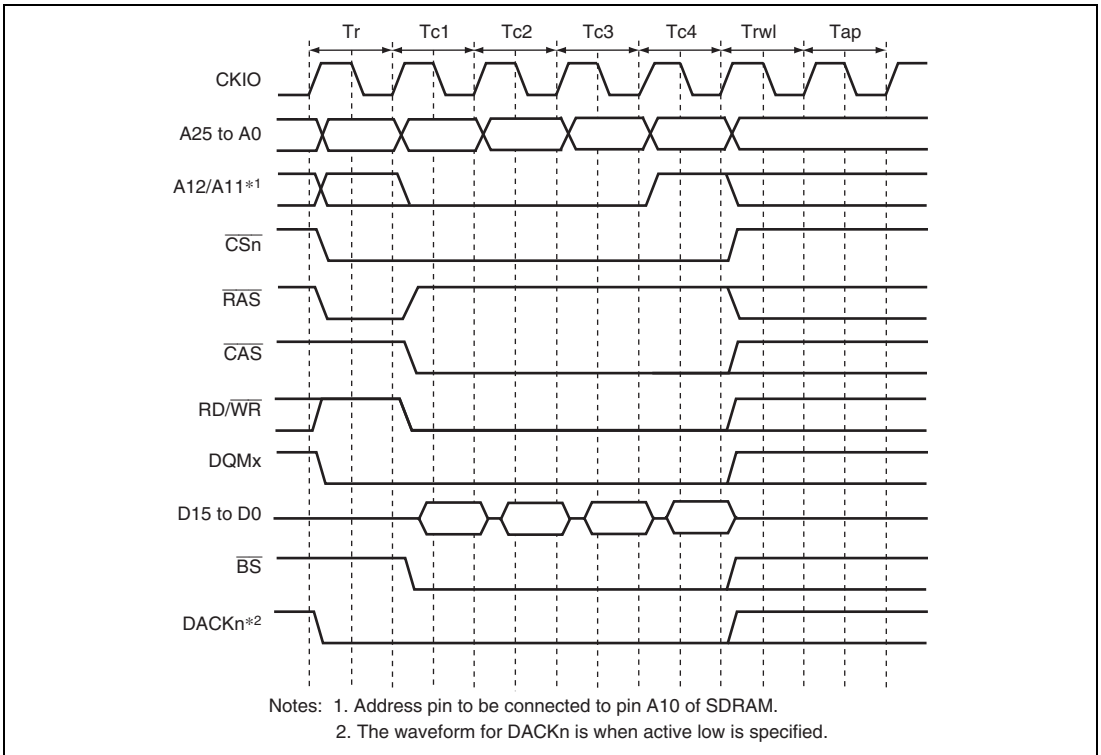 Tr Tc1 Tc2 Tc3 Tc4 Trwl Tap
CKIO
A25 to A0
A12/A11*1
CSn
RAS
CAS
RD/WR
DQMx
D15 to D0
BS
DACKn*2
Notes: 1. Address pin to be connected to pin A10 of SDRAM.
2. The waveform for DACKn is when active low is specified.